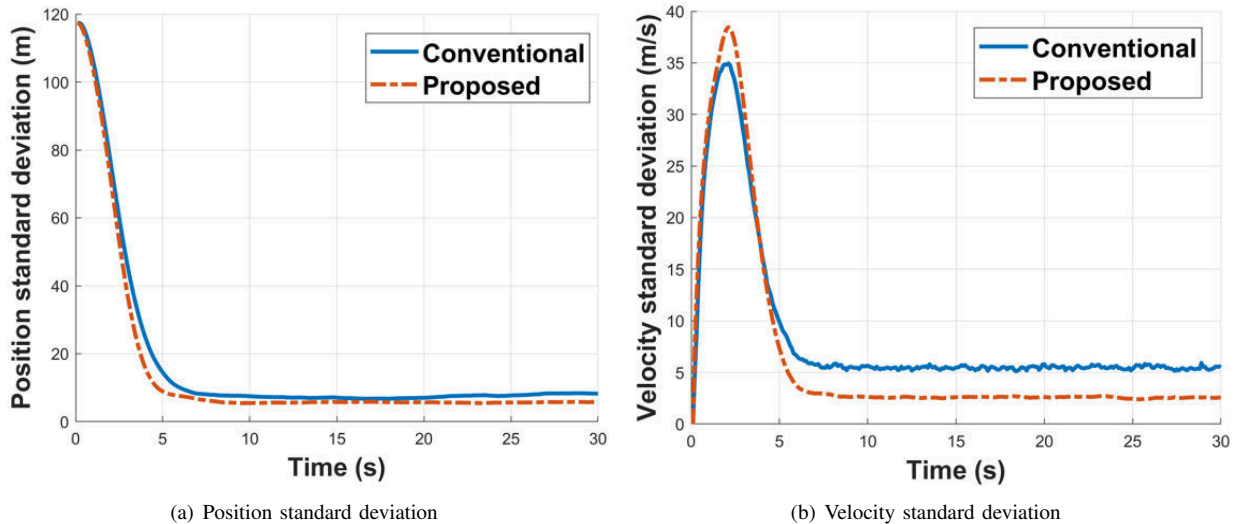 120
100
80
60
40
20
0
Position standard deviation (m)
Conventional
Proposed
0 5 10 15 20 25 30
Time (s)
(a) Position standard deviation
40
35
30
25
20
15
10
5
0
Velocity standard deviation (m/s)
Conventional
Proposed
0 5 10 15 20 25 30
Time (s)
(b) Velocity standard deviation